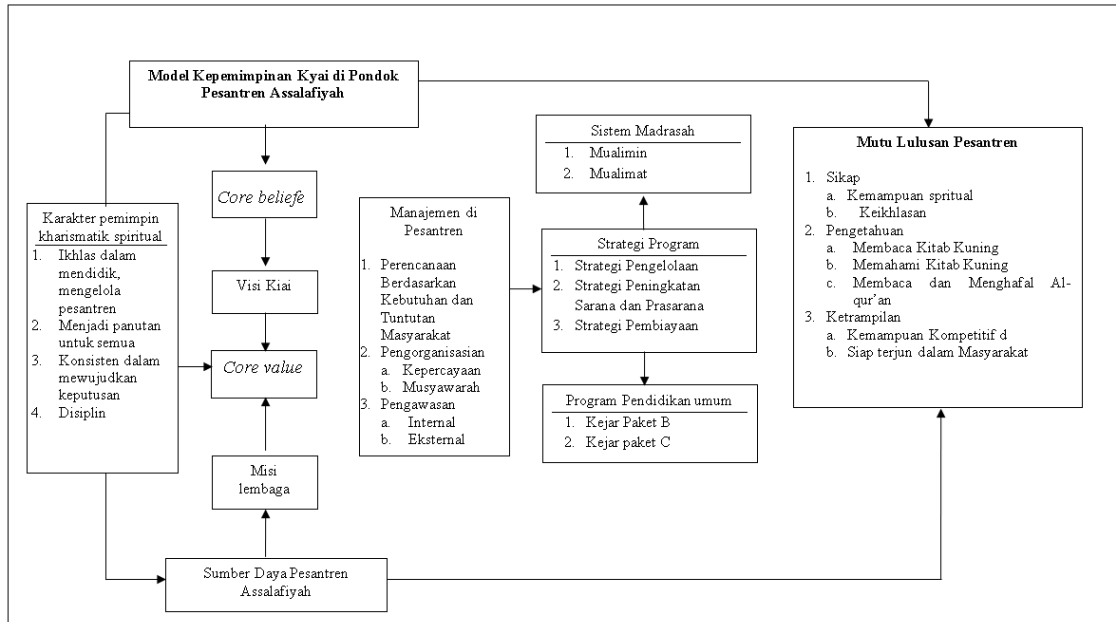 Model Kepemimpinan Kyai di Pondok
Pesantren Assalafiyah
Core beliefe
Visi Kiai
Core value
Misi
lembaga
Sumber Daya Pesantren
Assalafiyah
Karakter pemimpin
kharismatik spiritual
1. Ikhlas dalam
mendidik,
mengelola
pesantren
2. Menjadi panutan
untuk semua
3. Konsisten dalam
mewujudkan
keputusan
4. Disiplin
Manajemen di
Pesantren
1. Perencanaan
Berdasarkan
Kebutuhan dan
Tuntutan
Masyarakat
2. Pengorganisasian
a. Kepercayaan
b. Musyawarah
3. Pengawasan
a. Internal
b. Eksternal
Sistem Madrasah
1. Mualimin
2. Mualimat
Strategi Program
1. Strategi Pengelolaan
2. Strategi Peningkatan
Sarana dan Prasarana
3. Strategi Pembiayaan
Program Pendidikan umum
1. Kejar Paket B
2. Kejar paket C
Mutu Lulusan Pesantren
1. Sikap
a. Kemampuan spritual
b. Keikhlasan
2. Pengetahuan
a. Membaca Kitab Kuning
b. Memahami Kitab Kuning
c. Membaca dan Menghafal Al-
qur’an
3. Ketrampilan
a. Kemampuan Kompetitif d
b. Siap terjun dalam Masyarakat